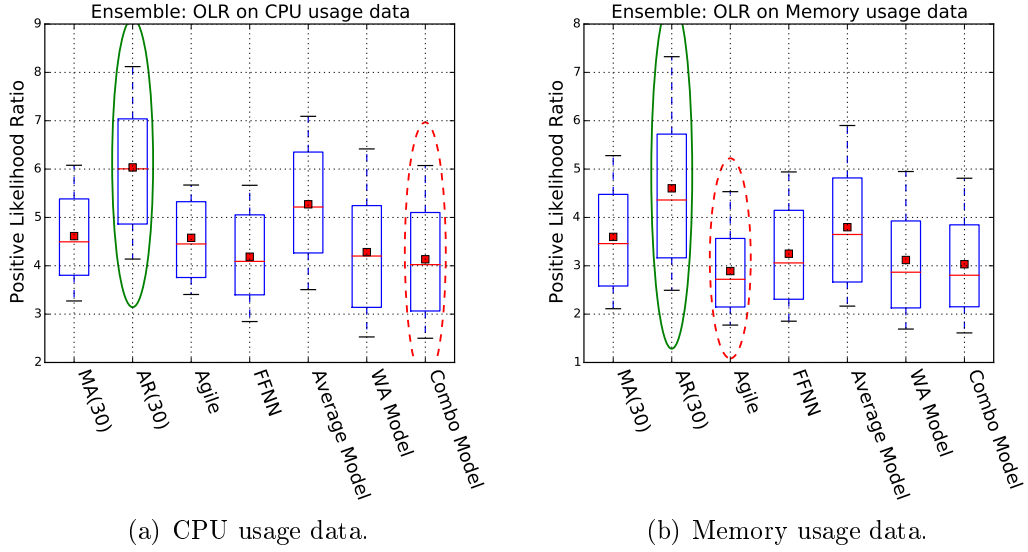 Ensemble: OLR on CPU usage data
Positive Likelihood Ratio
9
8
7
6
5
4
3
2
MA(30)
AR(30)
Agile
FFNN
Average Model
WA Model
Combo Model
(a) CPU usage data.
Ensemble: OLR on Memory usage data
Positive Likelihood Ratio
8
7
6
5
4
3
2
1
MA(30)
AR(30)
Agile
FFNN
Average Model
WA Model
Combo Model
(b) Memory usage data.